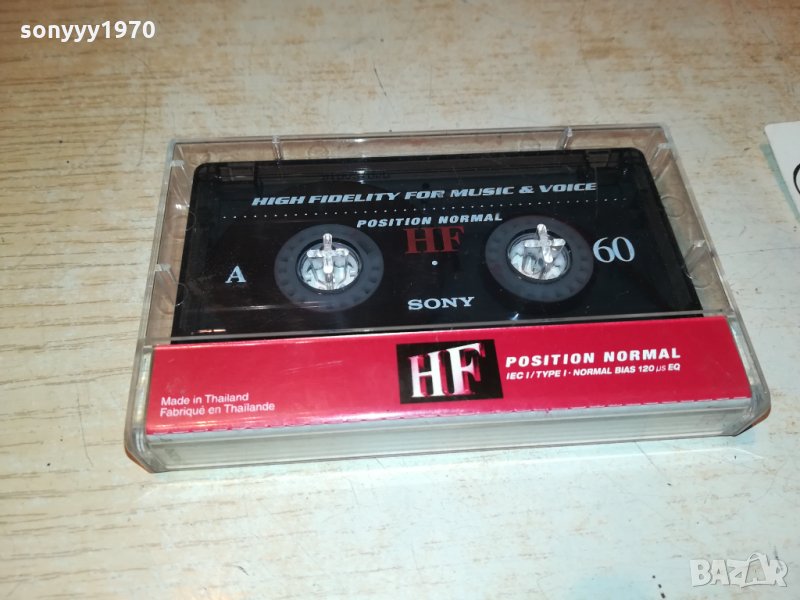 sonyyy1970
HIGH FIDELITY FOR MUSIC & VOICE
POSITION NORMAL
HF
A
60
SONY
HF
POSITION NORMAL
IEC I / TYPE I · NORMAL BIAS 120 µs EQ
Made in Thailand
Fabriqué en Thaïlande
BAZAR